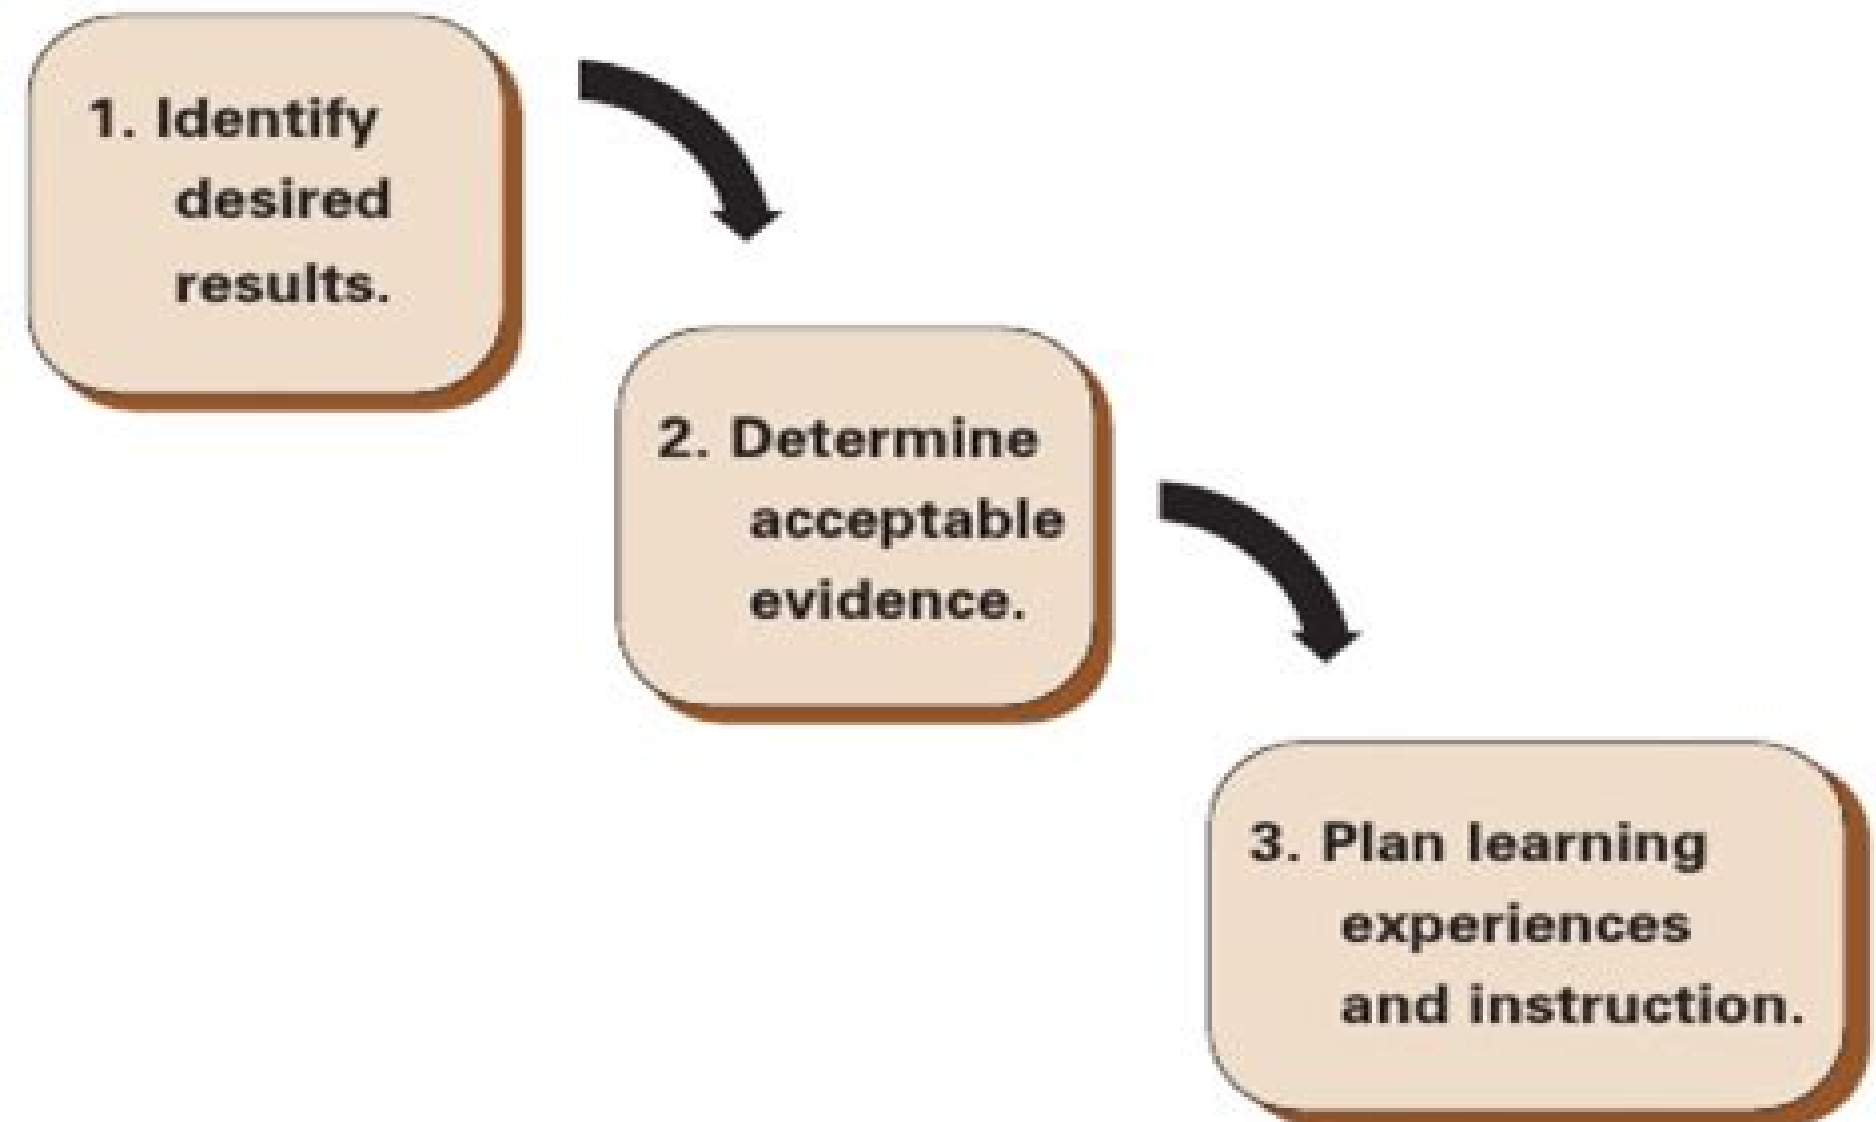 1. Identify
desired
results.
2. Determine
acceptable
evidence.
3. Plan learning
experiences
and instruction.